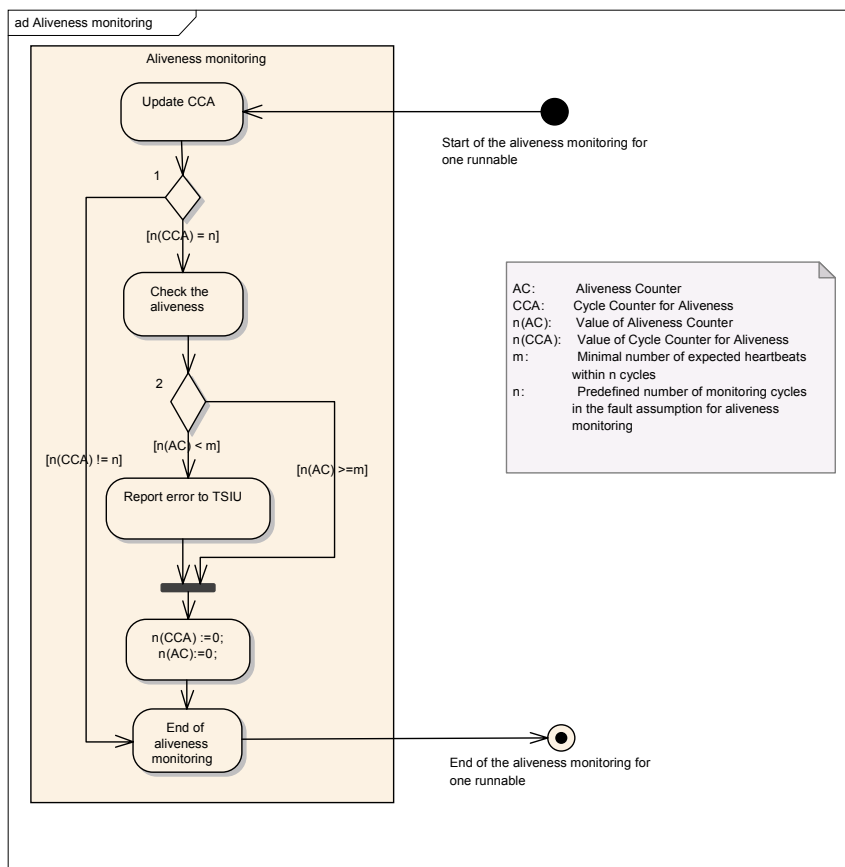 ad Aliveness monitoring
Aliveness monitoring
Update CCA
Start of the aliveness monitoring for
one runnable
1
[n(CCA) = n]
Check the
aliveness
AC: Aliveness Counter
CCA: Cycle Counter for Aliveness
n(AC): Value of Aliveness Counter
n(CCA): Value of Cycle Counter for Aliveness
m: Minimal number of expected heartbeats
within n cycles
n: Predefined number of monitoring cycles
in the fault assumption for aliveness
monitoring
2
[n(AC) < m]
[n(CCA) != n]
[n(AC) >=m]
Report error to TSIU
n(CCA) :=0;
n(AC):=0;
End of
aliveness
monitoring
End of the aliveness monitoring for
one runnable